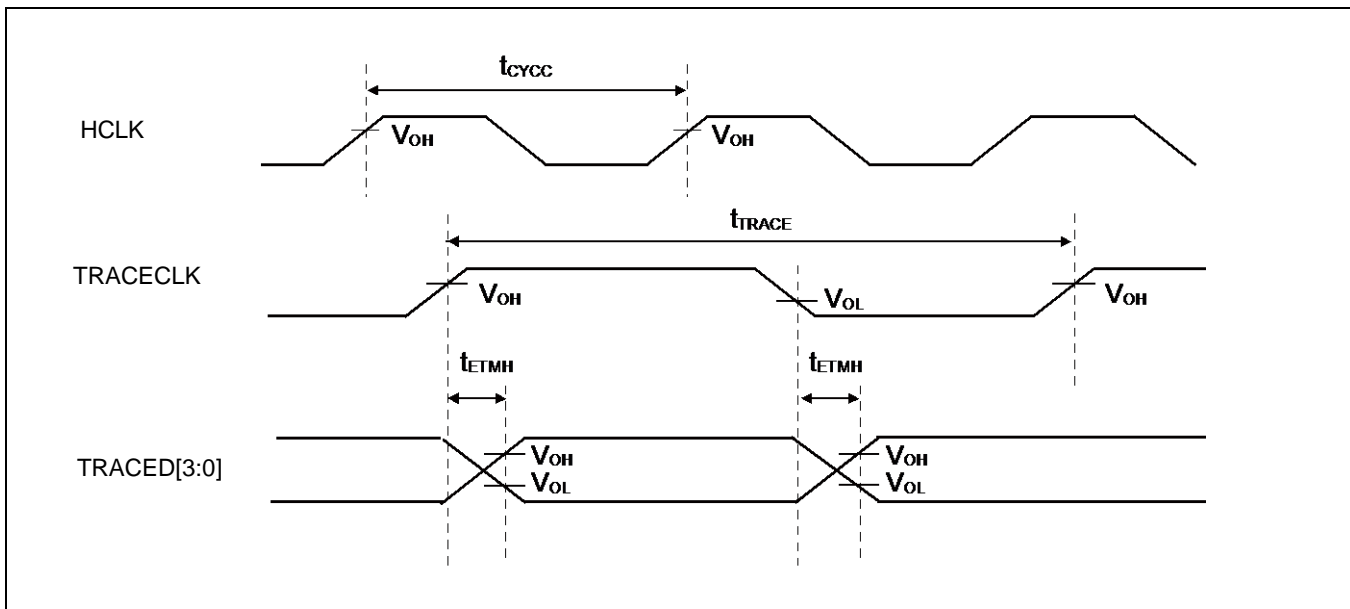 tCYCC
HCLK
VOH VOH
tTRACE
TRACECLK
VOH VOL VOH
tETMH tETMH
TRACED[3:0]
VOH VOH
VOL VOL